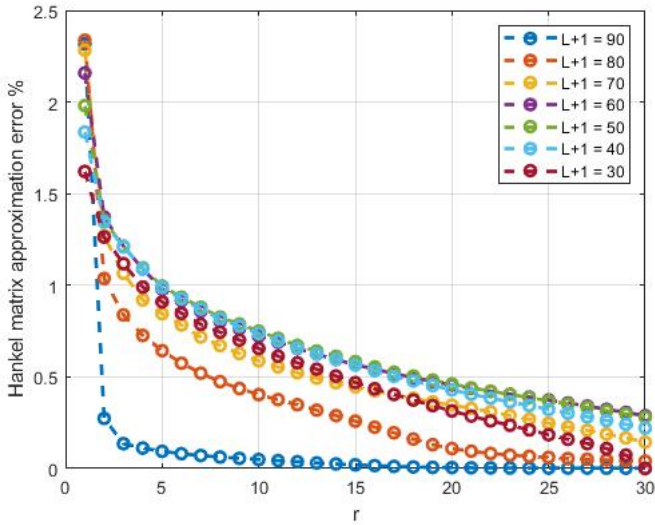 2.5
2
1.5
1
0.5
0
Hankel matrix approximation error %
L+1 = 90
L+1 = 80
L+1 = 70
L+1 = 60
L+1 = 50
L+1 = 40
L+1 = 30
0 5 10 15 20 25 30
r